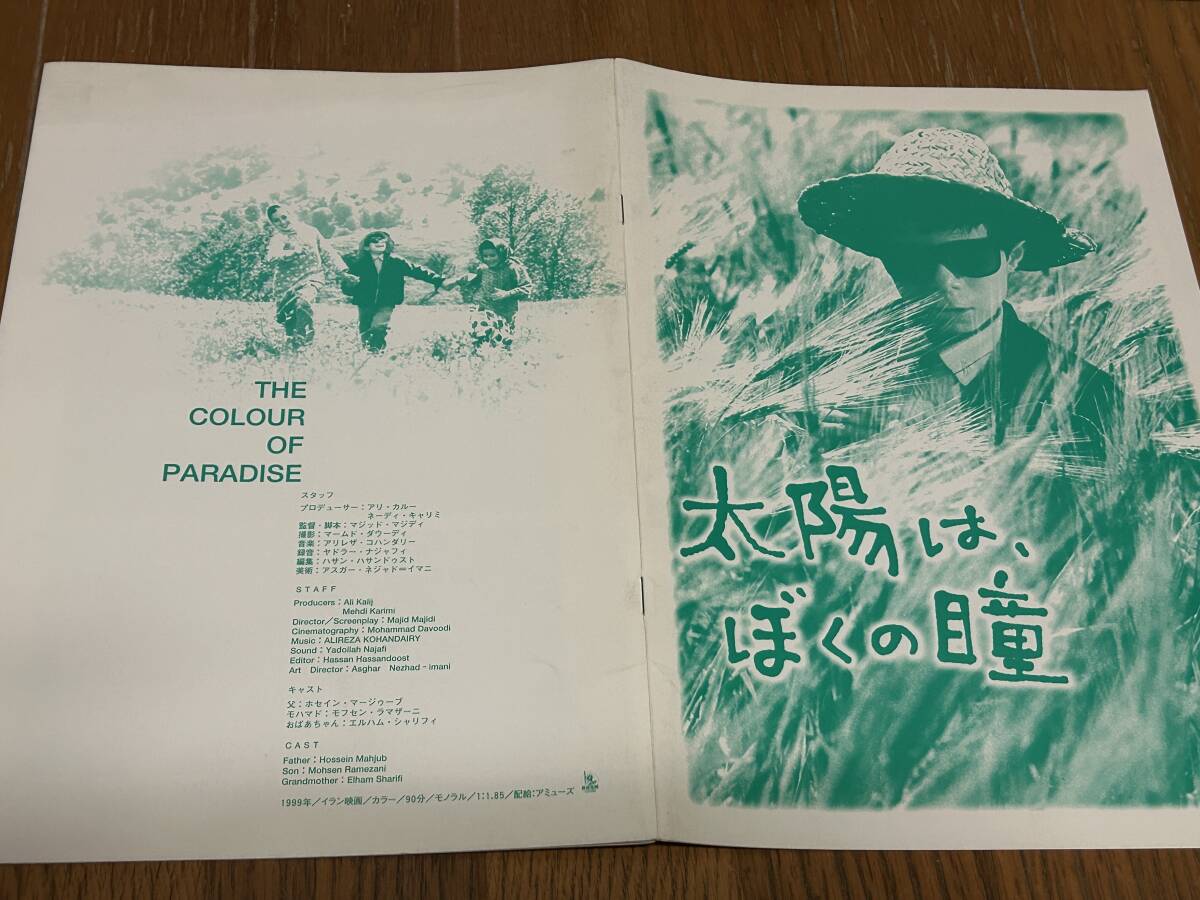 THE
COLOUR
OF
PARADISE
スタッフ
プロデューサー：アリ・カルー
ネーディ・キャリミ
監督・脚本：マジッド・マジディ
撮影：マームド・ダウーディ
音楽：アリレザ・コハンダリー
録音：ヤドラー・ナジャフィ
編集：ハサン・ハサンドゥスト
美術：アスガー・ネジャド＝イマニ
STAFF
Producers：Ali Kalij
Mehdi Karimi
Director／Screenplay：Majid Majidi
Cinematography：Mohammad Davoodi
Music：ALIREZA KOHANDAIRY
Sound：Yadollah Najafi
Editor：Hassan Hassandoost
Art Director：Asghar Nezhad－imani
キャスト
父：ホセイン・マージゥーブ
モハマド：モフセン・ラマザーニ
おばあちゃん：エルハム・シャリフィ
CAST
Father：Hossein Mahjub
Son：Mohsen Ramezani
Grandmother：Elham Sharifi
1999年／イラン映画／カラー／90分／モノラル／1:1.85／配給：アミューズ
太陽は、
ぼくの瞳